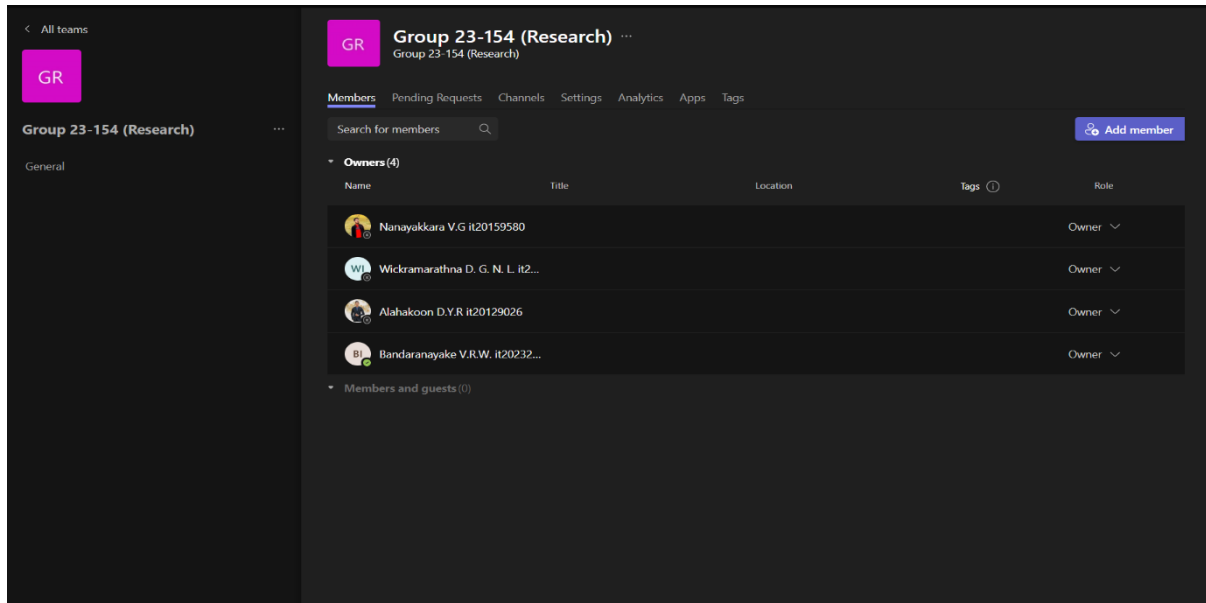 All teams
GR
Group 23-154 (Research) ...
General
GR
Group 23-154 (Research) ...
Group 23-154 (Research)
Members Pending Requests Channels Settings Analytics Apps Tags
Search for members
Add member
Owners (4)
Name Title Location Tags Role
Nanayakkara V.G it20159580 Owner
WI Wickramarathna D. G. N. L. it2... Owner
Alahakoon D.Y.R it20129026 Owner
BI Bandaranayake V.R.W. it20232... Owner
Members and guests (0)